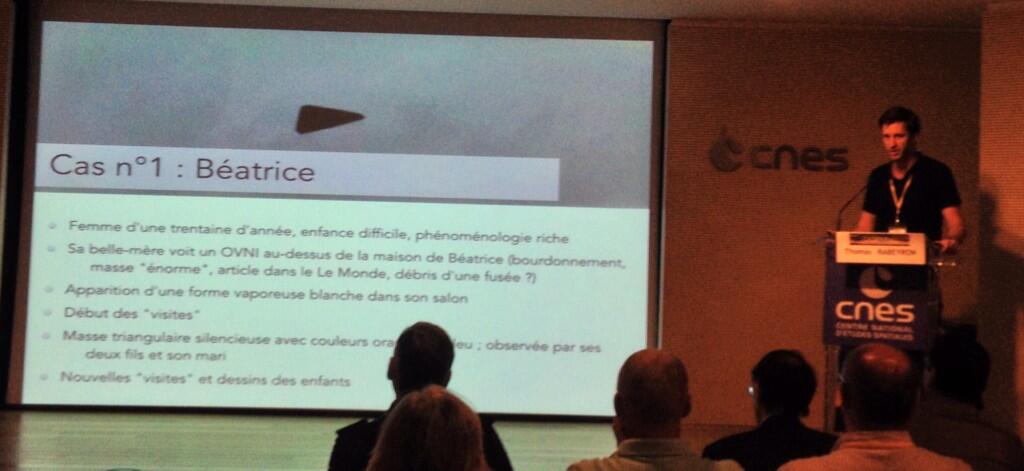 Cas n°1 : Béatrice
Femme d'une trentaine d'année, enfance difficile, phénoménologie riche
Sa belle-mère voit un OVNI au-dessus de la maison de Béatrice (bourdonnement,
masse "énorme", article dans le Le Monde, débris d'une fusée ?)
Apparition d'une forme vaporeuse blanche dans son salon
Début des "visites"
Masse triangulaire silencieuse avec couleurs ; observée par ses
deux fils et son mari
Nouvelles "visites" et dessins des enfants
cnes
Thomas RABEYRON
cnes
CENTRE NATIONAL
D'ÉTUDES SPATIALES